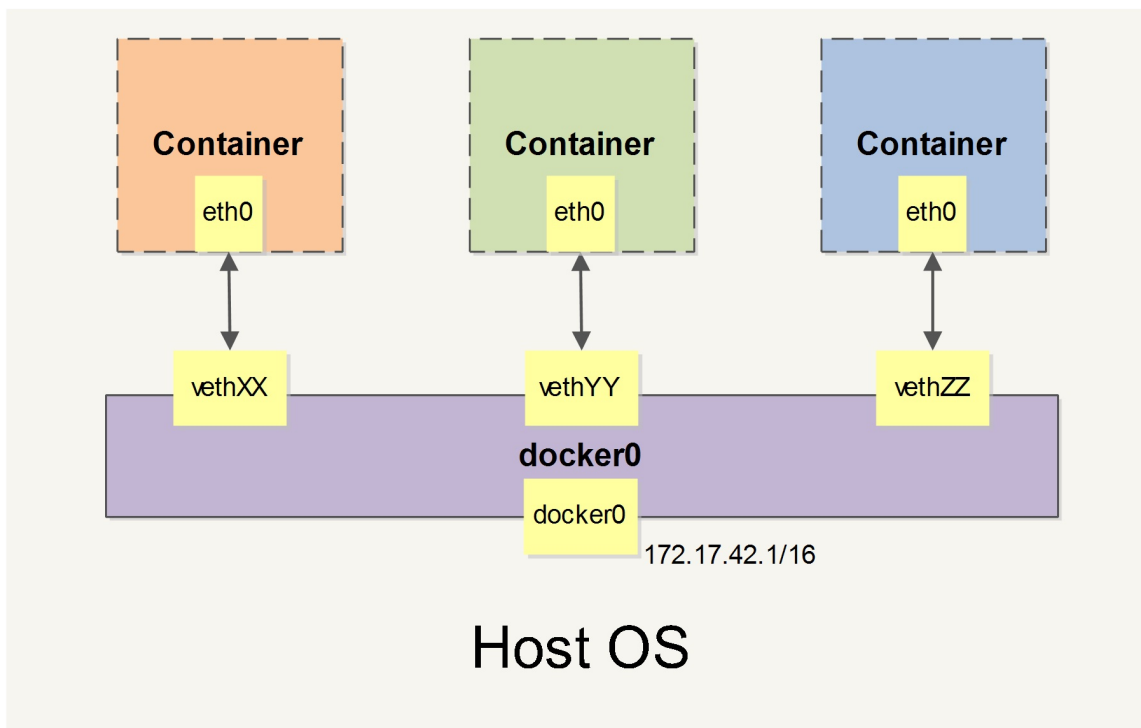 Container
Container
Container
eth0
eth0
eth0
vethXX
vethYY
vethZZ
docker0
docker0
172.17.42.1/16
Host OS